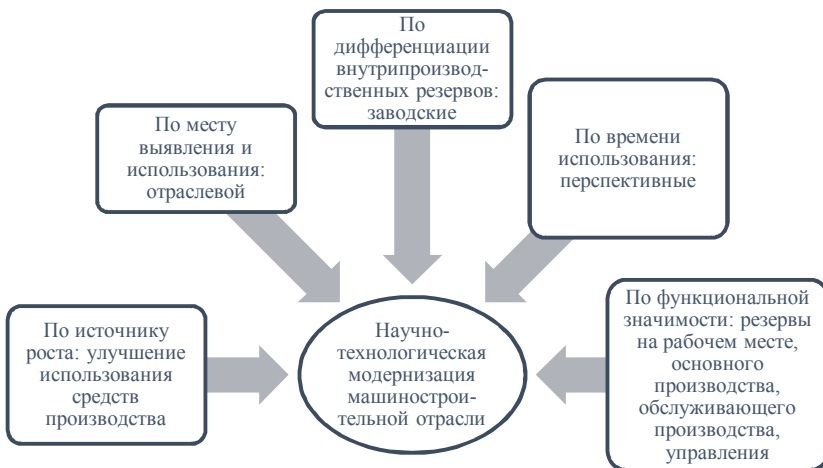 По
дифференциации
внутрипроизвод-
ственных резервов:
заводские
По месту
выявления и
использования:
отраслевой
По времени
использования:
перспективные
По источнику
роста: улучшение
использования
средств
производства
Научно-
технологическая
модернизация
машинострои-
тельной отрасли
По функциональной
значимости: резервы
на рабочем месте,
основного
производства,
обслуживающего
производства,
управления